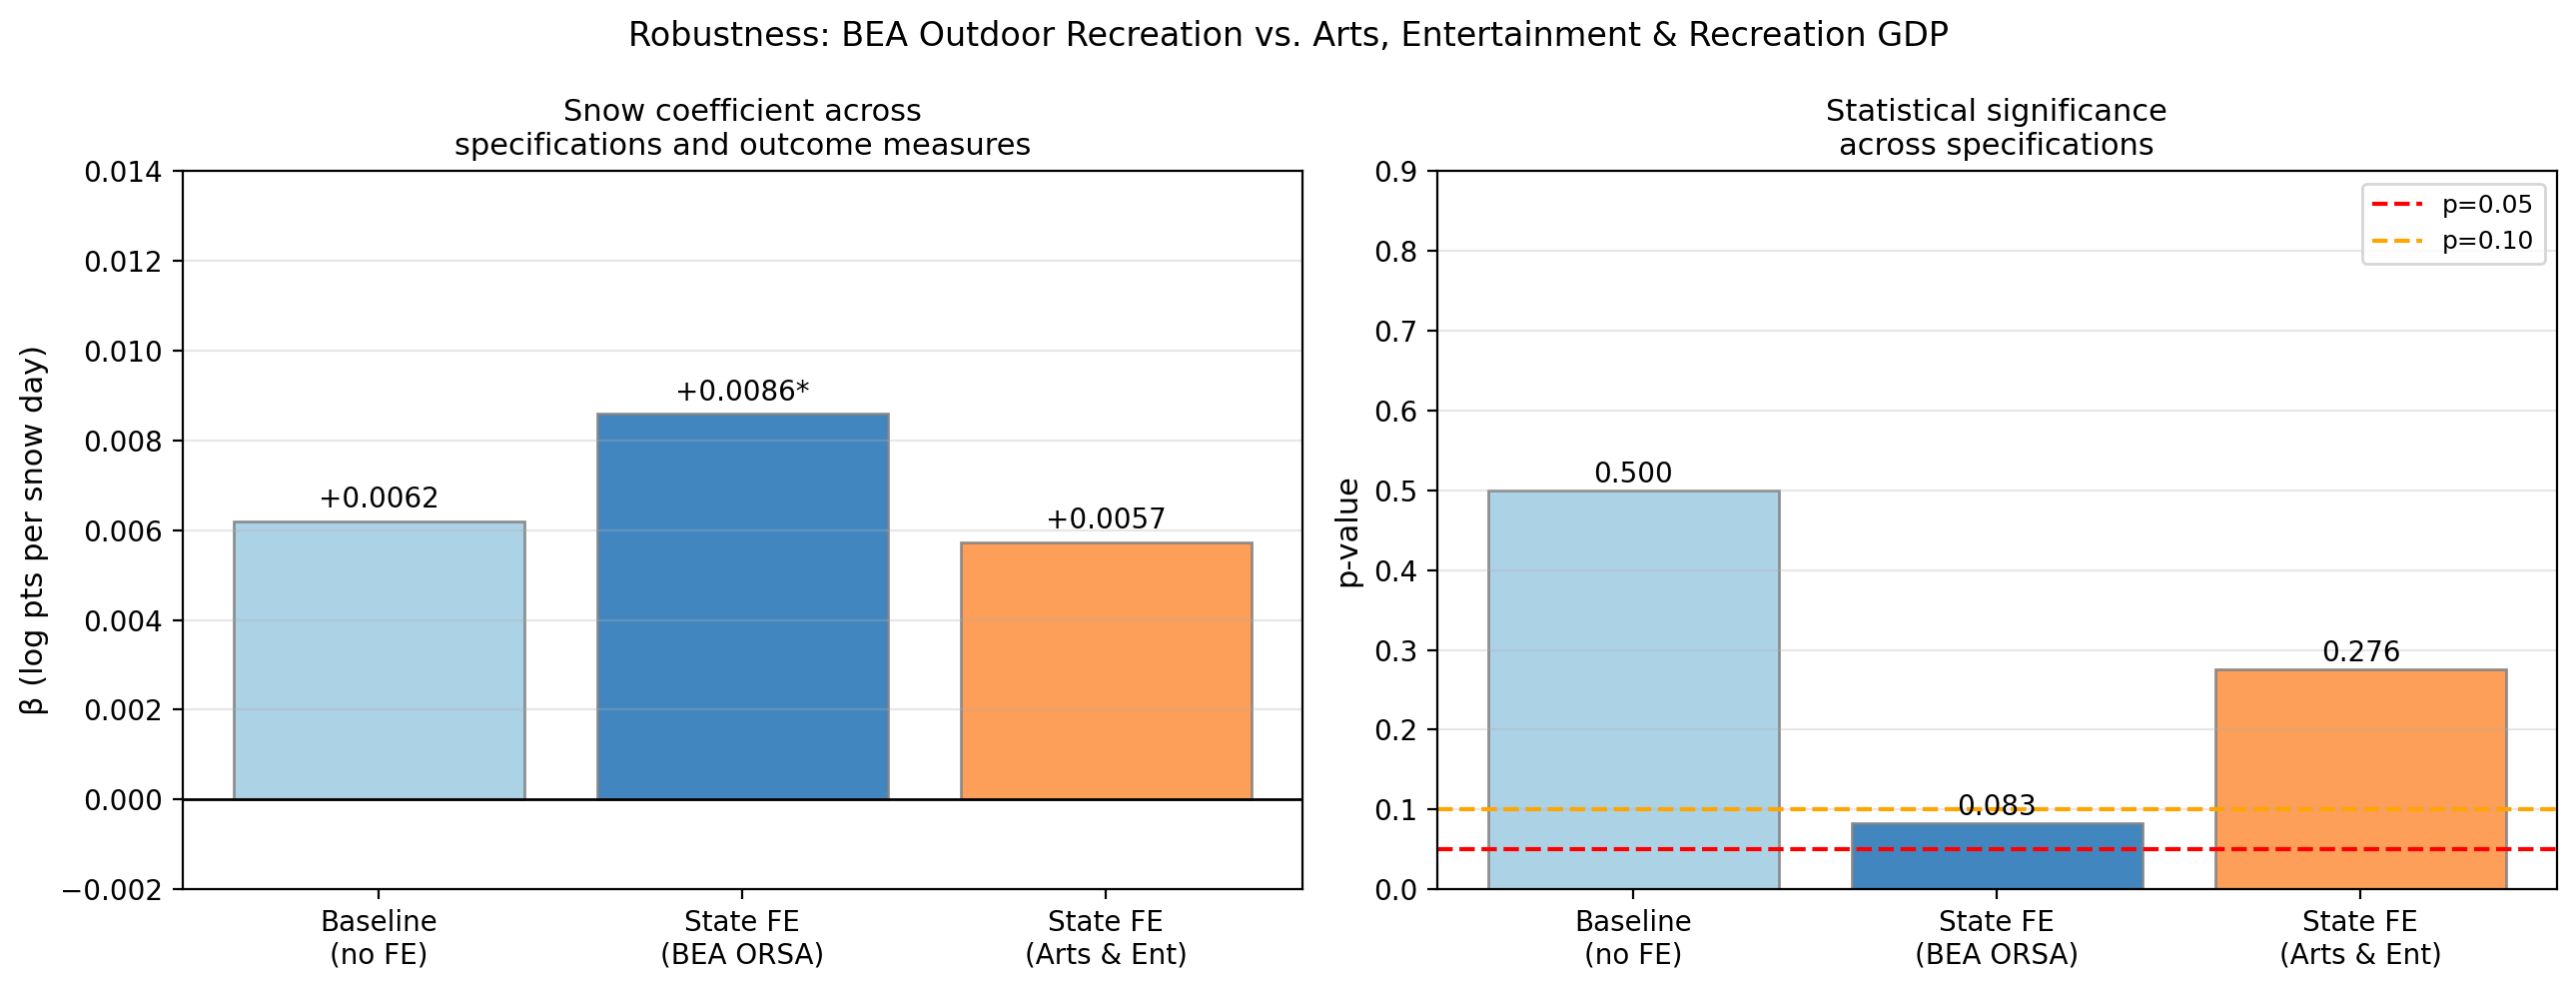 Robustness: BEA Outdoor Recreation vs. Arts, Entertainment & Recreation GDP
Snow coefficient across
specifications and outcome measures
β (log pts per snow day)
0.014
0.012
0.010
0.008
0.006
0.004
0.002
0.000
−0.002
+0.0062
+0.0086*
+0.0057
Baseline
(no FE)
State FE
(BEA ORSA)
State FE
(Arts & Ent)
Statistical significance
across specifications
p-value
0.9
0.8
0.7
0.6
0.5
0.4
0.3
0.2
0.1
0.0
p=0.05
p=0.10
0.500
0.083
0.276
Baseline
(no FE)
State FE
(BEA ORSA)
State FE
(Arts & Ent)